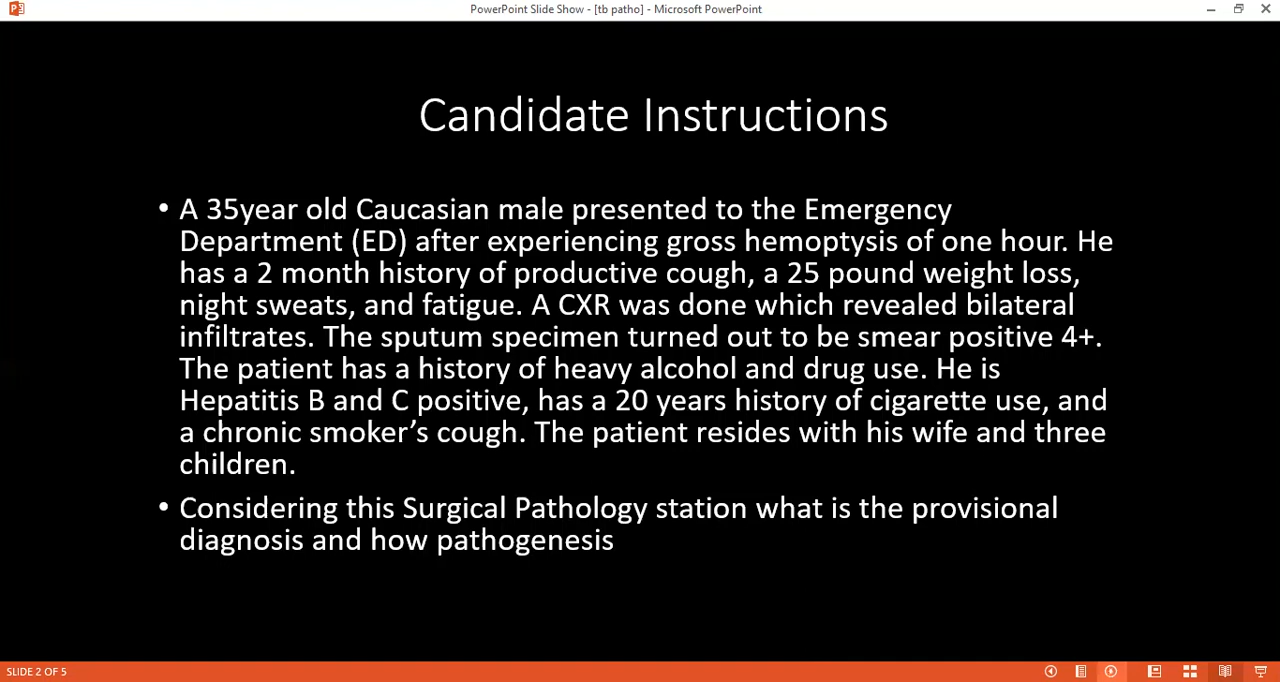 PowerPoint Slide Show - [tb patho] - Microsoft PowerPoint
Candidate Instructions
• A 35year old Caucasian male presented to the Emergency
Department (ED) after experiencing gross hemoptysis of one hour. He
has a 2 month history of productive cough, a 25 pound weight loss,
night sweats, and fatigue. A CXR was done which revealed bilateral
infiltrates. The sputum specimen turned out to be smear positive 4+.
The patient has a history of heavy alcohol and drug use. He is
Hepatitis B and C positive, has a 20 years history of cigarette use, and
a chronic smoker’s cough. The patient resides with his wife and three
children.
• Considering this Surgical Pathology station what is the provisional
diagnosis and how pathogenesis
SLIDE 2 OF 5